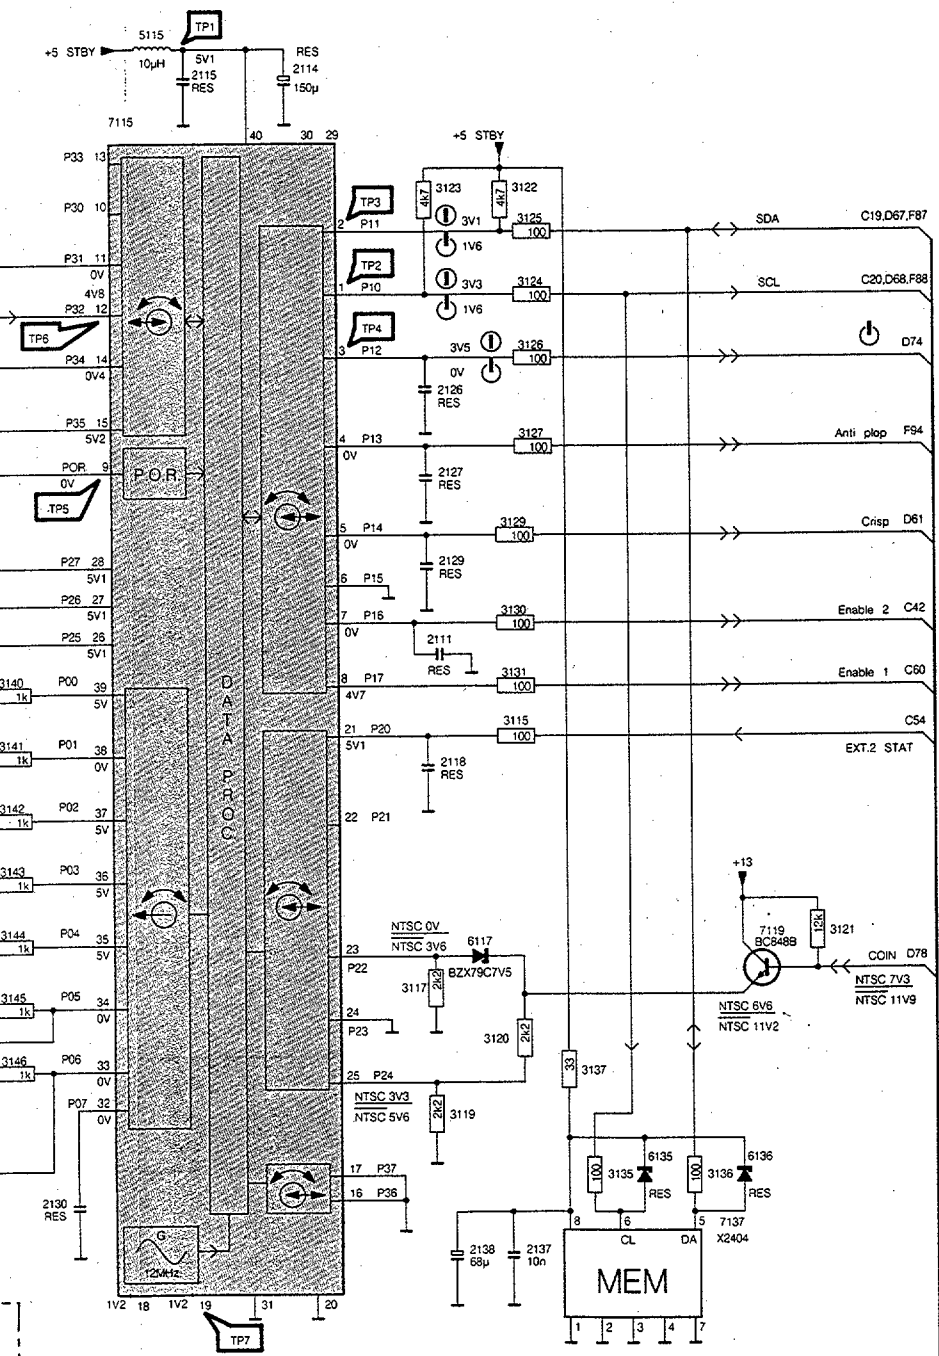 TP1
5115
+5 STBY
10µH
5V1
2115
RES
RES
2114
150µ
7115
40
30
29
+5 STBY
P33 13
P30 10
P31 11
0V
4V8
P32 12
TP6
P34 14
0V4
P35 15
5V2
POR 9
0V
TP5
P.O.R.
P27 28
5V1
P26 27
5V1
P25 26
5V1
3140
1k
P00
39
5V
3141
1k
P01
38
0V
3142
1k
P02
37
5V
3143
1k
P03
36
5V
3144
1k
P04
35
5V
3145
1k
P05
34
0V
3146
1k
P06
33
0V
P07 32
0V
2130
RES
G
12MHz
DATA PROC
1V2 18
1V2 19
31
20
TP7
TP3
2 P11
3123
4k7
3122
4k7
3V1
1V6
3125
100
SDA
C19,D67,F87
TP2
1 P10
3V3
1V6
3124
100
SCL
C20,D68,F88
TP4
3 P12
3V5
0V
3126
100
D74
2126
RES
4 P13
0V
3127
100
Anti plop F94
2127
RES
5 P14
0V
3129
100
Crisp D61
2129
RES
6 P15
7 P16
0V
3130
100
Enable 2 C42
2111
RES
8 P17
4V7
3131
100
Enable 1 C60
21 P20
5V1
3115
100
C54
EXT.2 STAT
2118
RES
22 P21
+13
23
P22
NTSC 0V
NTSC 3V6
6117
BZX79C7V5
3117
2k2
7119
BC848B
12k
3121
COIN D78
NTSC 7V3
NTSC 11V9
NTSC 6V6
NTSC 11V2
24
P23
3120
2k2
25 P24
NTSC 3V3
NTSC 5V6
2k2
3119
33
3137
17 P37
16 P36
100
3135
6135
RES
100
3136
6136
RES
8
6
5
7137
X2404
CL
DA
MEM
2138
68µ
2137
10n
1
2
3
4
7